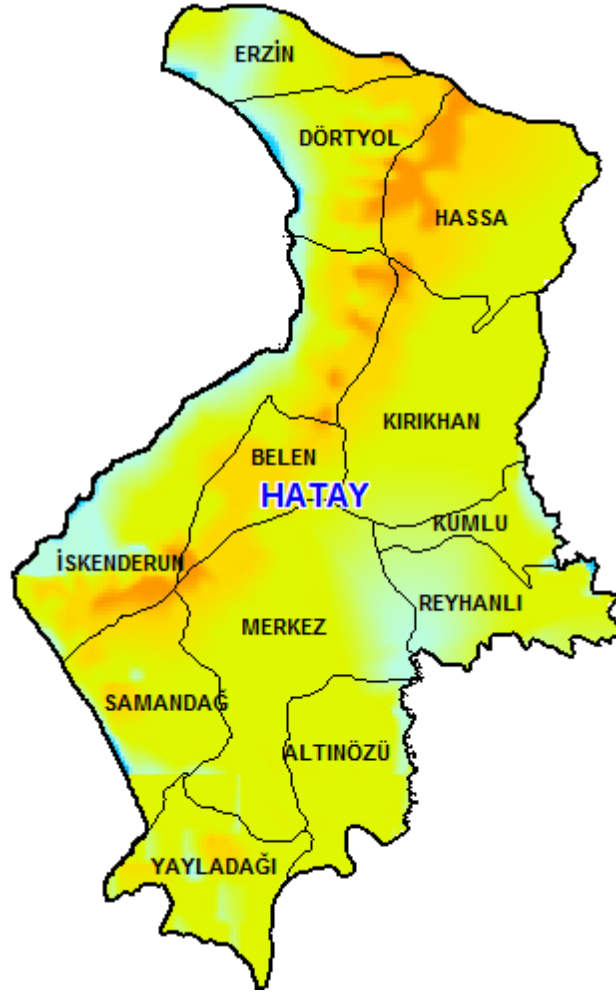 ERZİN
DÖRTYOL
HASSA
KIRIKHAN
BELEN
HATAY
KUMLU
İSKENDERUN
REYHANLI
MERKEZ
SAMANDAĞ
ALTINÖZÜ
YAYLADAĞI